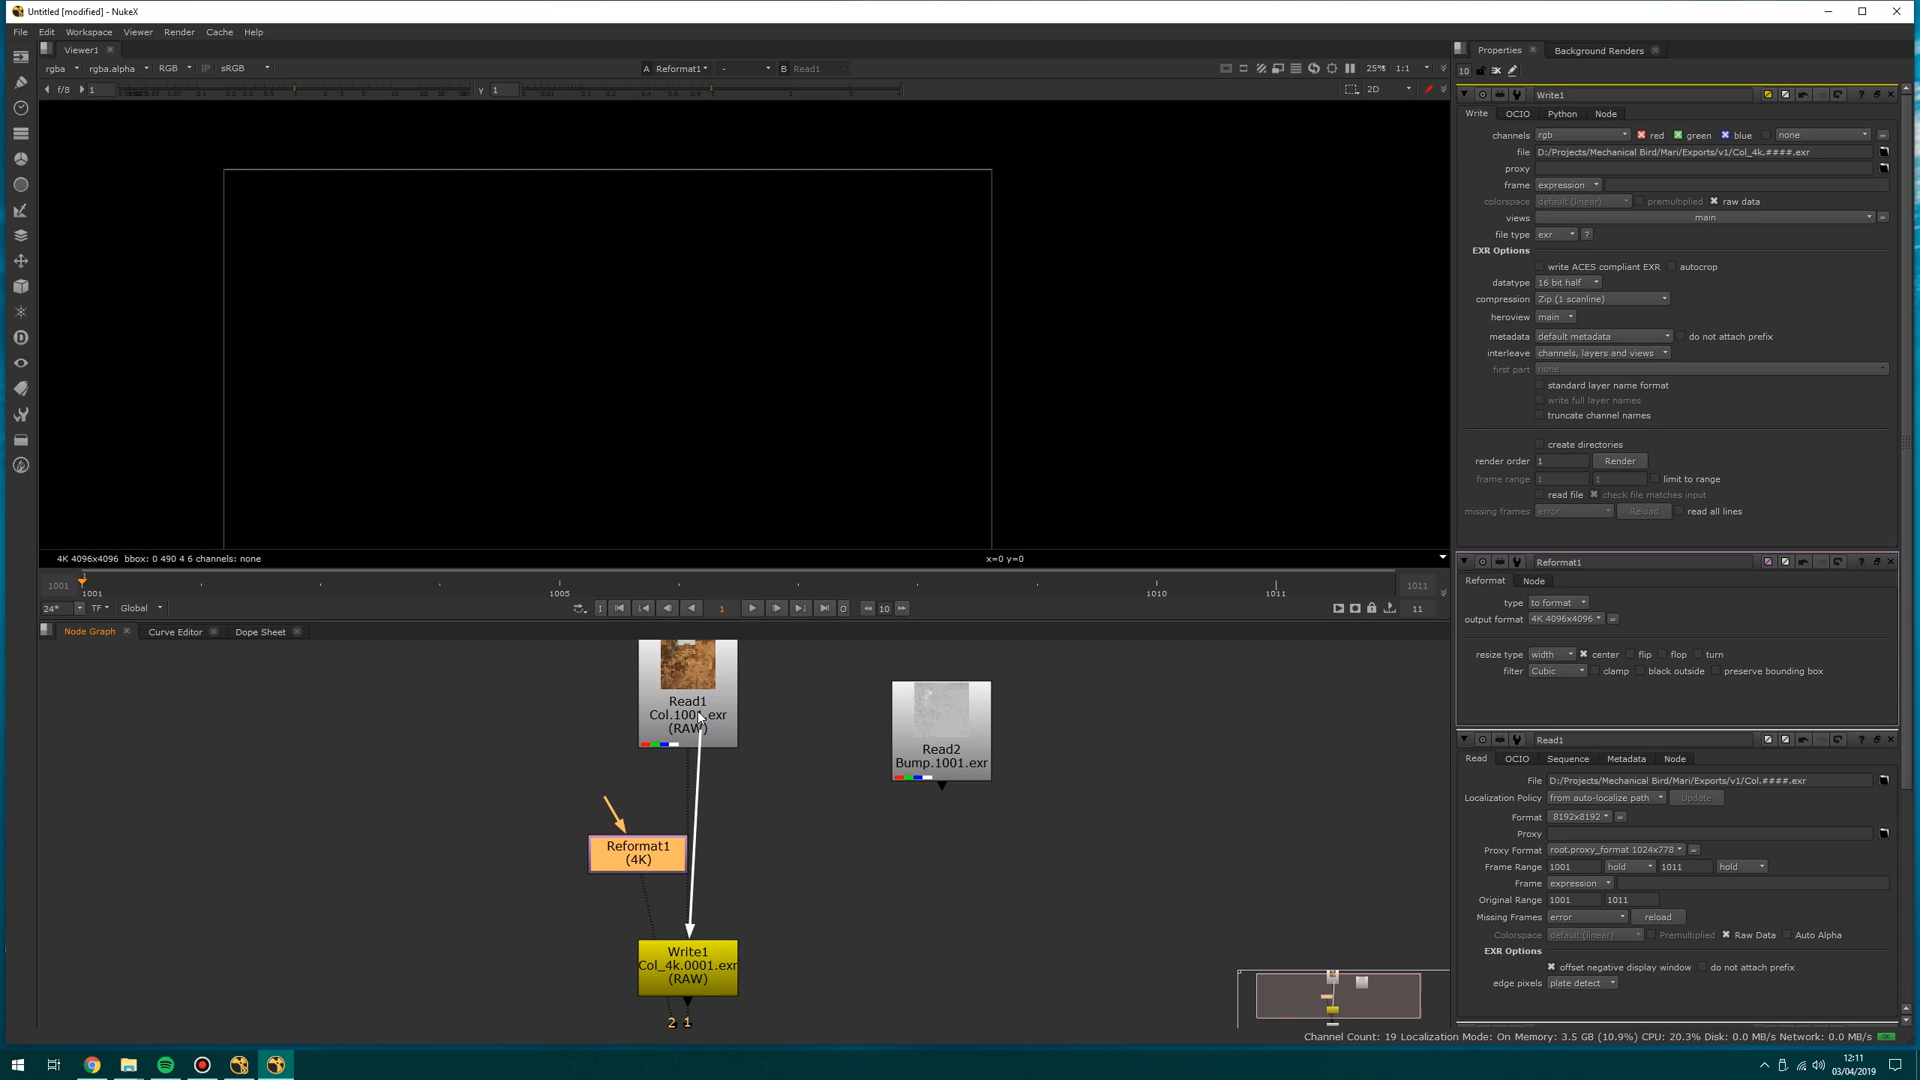 Untitled [modified] - NukeX
File Edit Workspace Viewer Render Cache Help
Viewer1
rgba rgba.alpha RGB IP sRGB A Reformat1 - B Read1 25% 1:1
f/8 1 Y 1 2D
4K 4096x4096 bbox: 0 490 4 6 channels: none x=0 y=0
1001 1001 1005 1010 1011 1011
24* TF Global 1 10 11
Node Graph Curve Editor Dope Sheet
Read1
Col.1001.exr
(RAW)
Read2
Bump.1001.exr
Reformat1
(4K)
Write1
Col_4k.0001.exr
(RAW)
2 1
Properties Background Renders
10
Write1
Write OCIO Python Node
channels rgb red green blue none
file D:/Projects/Mechanical Bird/Mari/Exports/v1/Col_4k.####.exr
proxy
frame expression
colorspace default (linear) premultiplied raw data
views main
file type exr ?
EXR Options
write ACES compliant EXR autocrop
datatype 16 bit half
compression Zip (1 scanline)
heroview main
metadata default metadata do not attach prefix
interleave channels, layers and views
first part none
standard layer name format
write full layer names
truncate channel names
create directories
render order 1 Render
frame range 1 1 limit to range
read file check file matches input
missing frames error Reload read all lines
Reformat1
Reformat Node
type to format
output format 4K 4096x4096 =
resize type width center flip flop turn
filter Cubic clamp black outside preserve bounding box
Read1
Read OCIO Sequence Metadata Node
File D:/Projects/Mechanical Bird/Mari/Exports/v1/Col.####.exr
Localization Policy from auto-localize path Update
Format 8192x8192 =
Proxy
Proxy Format root.proxy_format 1024x778 =
Frame Range 1001 hold 1011 hold
Frame expression
Original Range 1001 1011
Missing Frames error reload
Colorspace default (linear) Premultiplied Raw Data Auto Alpha
EXR Options
offset negative display window do not attach prefix
edge pixels plate detect
Channel Count: 19 Localization Mode: On Memory: 3.5 GB (10.9%) CPU: 20.3% Disk: 0.0 MB/s Network: 0.0 MB/s
12:11
03/04/2019